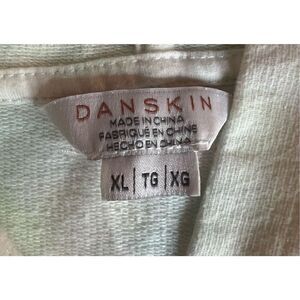 DANSKIN
MADE IN CHINA
FABRIQUÉ EN CHINE
HECHO EN CHINA
XL | TG | XG